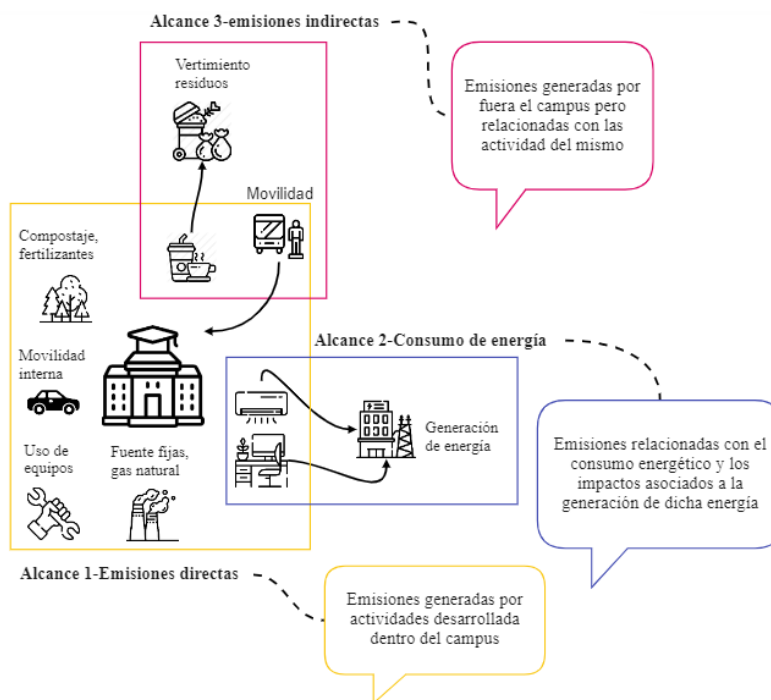 Alcance 3-emisiones indirectas
Vertimiento
residuos
Emisiones generadas por
fuera el campus pero
relacionadas con las
actividad del mismo
Movilidad
Compostaje,
fertilizantes
Alcance 2-Consumo de energía
Movilidad
interna
Generación
de energía
Uso de
equipos
Fuente fijas,
gas natural
Emisiones relacionadas con el
consumo energético y los
impactos asociados a la
generación de dicha energía
Alcance 1-Emisiones directas
Emisiones generadas por
actividades desarrollada
dentro del campus